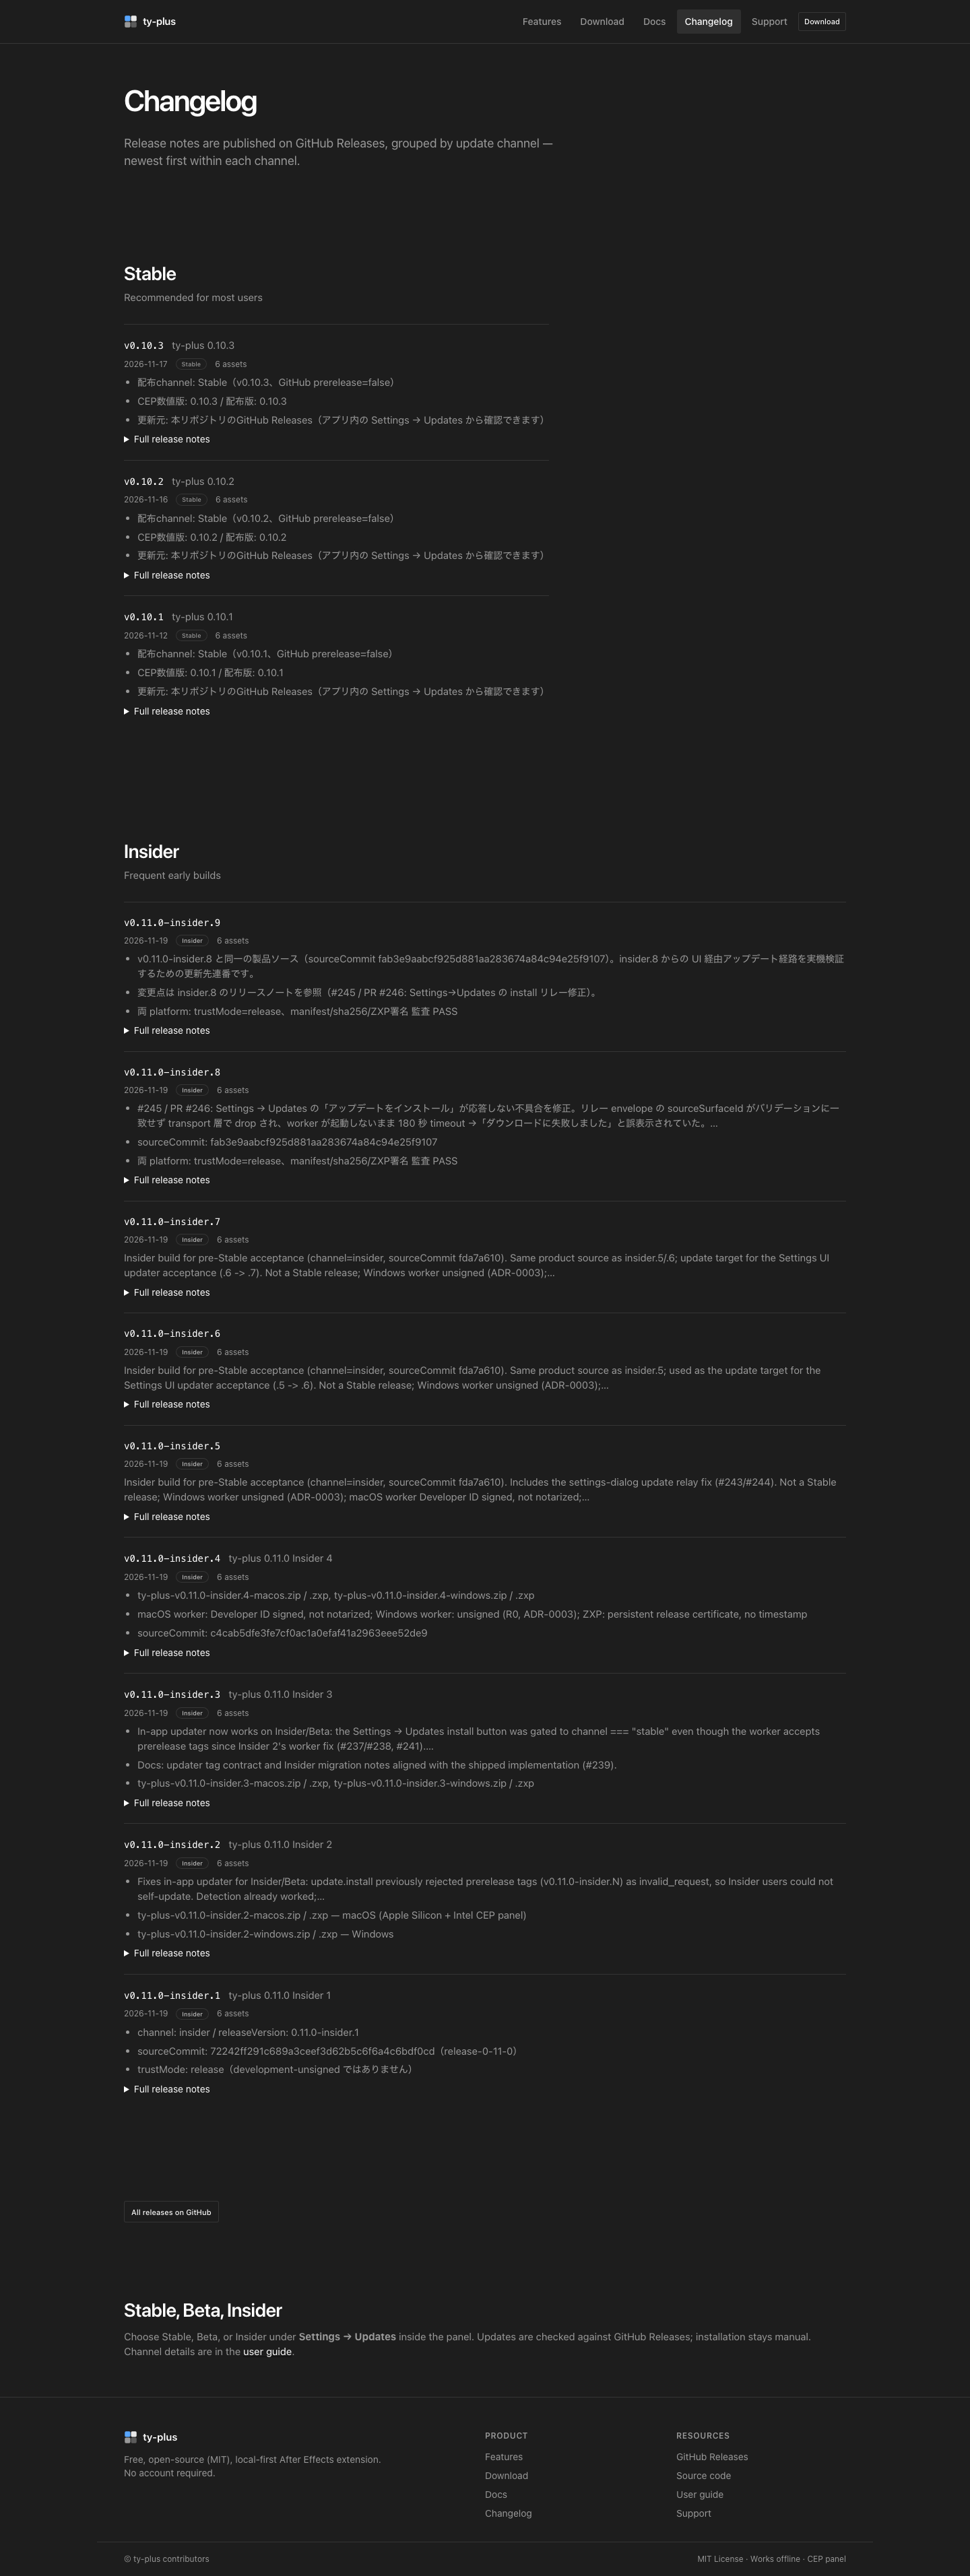 ty-plus
Features
Download
Docs
Changelog
Support
Download
Changelog
Release notes are published on GitHub Releases, grouped by update channel —
newest first within each channel.
Stable
Recommended for most users
v0.10.3 ty-plus 0.10.3
2026-11-17 Stable 6 assets
• 配布channel: Stable（v0.10.3、GitHub prerelease=false）
• CEP数値版: 0.10.3 / 配布版: 0.10.3
• 更新元: 本リポジトリのGitHub Releases（アプリ内の Settings → Updates から確認できます）
▶ Full release notes
v0.10.2 ty-plus 0.10.2
2026-11-16 Stable 6 assets
• 配布channel: Stable（v0.10.2、GitHub prerelease=false）
• CEP数値版: 0.10.2 / 配布版: 0.10.2
• 更新元: 本リポジトリのGitHub Releases（アプリ内の Settings → Updates から確認できます）
▶ Full release notes
v0.10.1 ty-plus 0.10.1
2026-11-12 Stable 6 assets
• 配布channel: Stable（v0.10.1、GitHub prerelease=false）
• CEP数値版: 0.10.1 / 配布版: 0.10.1
• 更新元: 本リポジトリのGitHub Releases（アプリ内の Settings → Updates から確認できます）
▶ Full release notes
Insider
Frequent early builds
v0.11.0-insider.9
2026-11-19 Insider 6 assets
• v0.11.0-insider.8 と同一の製品ソース（sourceCommit fab3e9aabcf925d881aa283674a84c94e25f9107）。insider.8 からの UI 経由アップデート経路を実機検証
するための更新先連番です。
• 変更点は insider.8 のリリースノートを参照（#245 / PR #246: Settings→Updates の install リレー修正）。
• 両 platform: trustMode=release、manifest/sha256/ZXP署名 監査 PASS
▶ Full release notes
v0.11.0-insider.8
2026-11-19 Insider 6 assets
• #245 / PR #246: Settings → Updates の「アップデートをインストール」が応答しない不具合を修正。リレー envelope の sourceSurfaceId がバリデーションに一
致せず transport 層で drop され、worker が起動しないまま 180 秒 timeout →「ダウンロードに失敗しました」と誤表示されていた。...
• sourceCommit: fab3e9aabcf925d881aa283674a84c94e25f9107
• 両 platform: trustMode=release、manifest/sha256/ZXP署名 監査 PASS
▶ Full release notes
v0.11.0-insider.7
2026-11-19 Insider 6 assets
Insider build for pre-Stable acceptance (channel=insider, sourceCommit fda7a610). Same product source as insider.5/.6; update target for the Settings UI
updater acceptance (.6 -> .7). Not a Stable release; Windows worker unsigned (ADR-0003);...
▶ Full release notes
v0.11.0-insider.6
2026-11-19 Insider 6 assets
Insider build for pre-Stable acceptance (channel=insider, sourceCommit fda7a610). Same product source as insider.5; used as the update target for the
Settings UI updater acceptance (.5 -> .6). Not a Stable release; Windows worker unsigned (ADR-0003);...
▶ Full release notes
v0.11.0-insider.5
2026-11-19 Insider 6 assets
Insider build for pre-Stable acceptance (channel=insider, sourceCommit fda7a610). Includes the settings-dialog update relay fix (#243/#244). Not a Stable
release; Windows worker unsigned (ADR-0003); macOS worker Developer ID signed, not notarized;...
▶ Full release notes
v0.11.0-insider.4 ty-plus 0.11.0 Insider 4
2026-11-19 Insider 6 assets
• ty-plus-v0.11.0-insider.4-macos.zip / .zxp, ty-plus-v0.11.0-insider.4-windows.zip / .zxp
• macOS worker: Developer ID signed, not notarized; Windows worker: unsigned (R0, ADR-0003); ZXP: persistent release certificate, no timestamp
• sourceCommit: c4cab5dfe3fe7cf0ac1a0efaf41a2963eee52de9
▶ Full release notes
v0.11.0-insider.3 ty-plus 0.11.0 Insider 3
2026-11-19 Insider 6 assets
• In-app updater now works on Insider/Beta: the Settings → Updates install button was gated to channel === "stable" even though the worker accepts
prerelease tags since Insider 2's worker fix (#237/#238, #241)....
• Docs: updater tag contract and Insider migration notes aligned with the shipped implementation (#239).
• ty-plus-v0.11.0-insider.3-macos.zip / .zxp, ty-plus-v0.11.0-insider.3-windows.zip / .zxp
▶ Full release notes
v0.11.0-insider.2 ty-plus 0.11.0 Insider 2
2026-11-19 Insider 6 assets
• Fixes in-app updater for Insider/Beta: update.install previously rejected prerelease tags (v0.11.0-insider.N) as invalid_request, so Insider users could not
self-update. Detection already worked;...
• ty-plus-v0.11.0-insider.2-macos.zip / .zxp — macOS (Apple Silicon + Intel CEP panel)
• ty-plus-v0.11.0-insider.2-windows.zip / .zxp — Windows
▶ Full release notes
v0.11.0-insider.1 ty-plus 0.11.0 Insider 1
2026-11-19 Insider 6 assets
• channel: insider / releaseVersion: 0.11.0-insider.1
• sourceCommit: 72242ff291c689a3ceef3d62b5c6f6a4c6bdf0cd（release-0-11-0）
• trustMode: release（development-unsigned ではありません）
▶ Full release notes
All releases on GitHub
Stable, Beta, Insider
Choose Stable, Beta, or Insider under Settings → Updates inside the panel. Updates are checked against GitHub Releases; installation stays manual.
Channel details are in the user guide.
ty-plus
Free, open-source (MIT), local-first After Effects extension.
No account required.
PRODUCT
Features
Download
Docs
Changelog
RESOURCES
GitHub Releases
Source code
User guide
Support
© ty-plus contributors
MIT License · Works offline · CEP panel